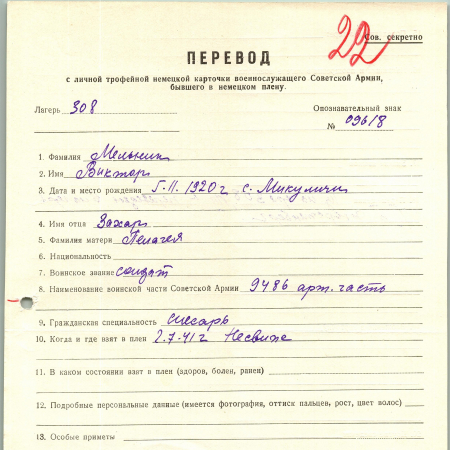 22
Сов. секретно
ПЕРЕВОД
с личной трофейной немецкой карточки военнослужащего Советской Армии,
бывшего в немецком плену.
Лагерь 308
Опознавательный знак
№ 09618
1. Фамилия Мельник
2. Имя Виктор
3. Дата и место рождения 5.II.1920 г с. Микуличи
4. Имя отца Захар
5. Фамилия матери Пелагея
6. Национальность
7. Воинское звание солдат
8. Наименование воинской части Советской Армии 9486 арт. часть
9. Гражданская специальность слесарь
10. Когда и где взят в плен 2.7.41 г Несвиже
11. В каком состоянии взят в плен (здоров, болен, ранен)
12. Подробные персональные данные (имеется фотография, оттиск пальцев, рост, цвет волос)
13. Особые приметы